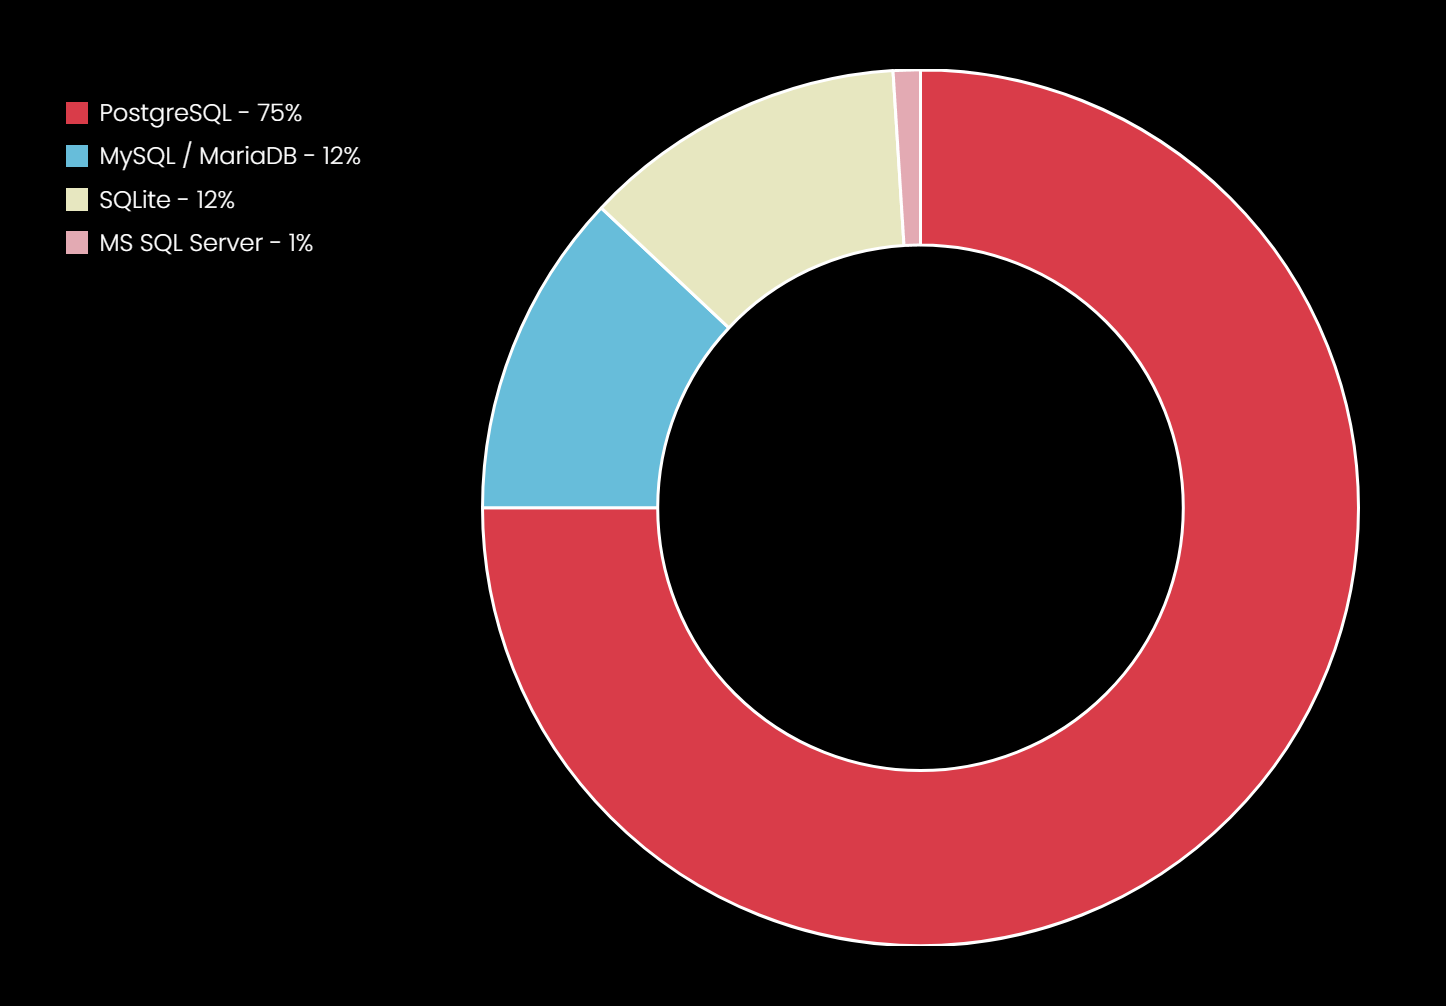 PostgreSQL - 75%
MySQL / MariaDB - 12%
SQLite - 12%
MS SQL Server - 1%